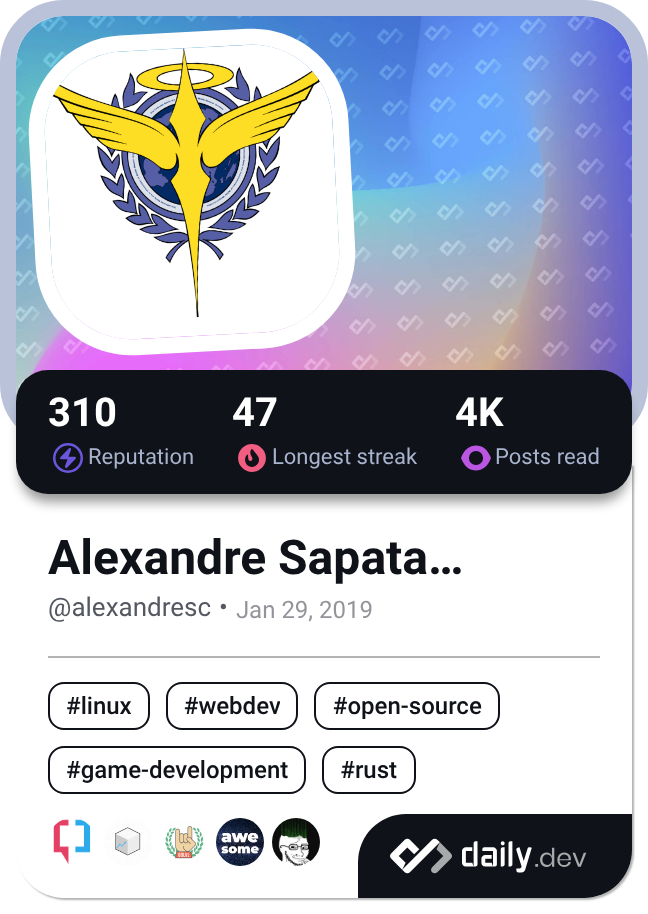 310 47 4K
Reputation Longest streak Posts read
Alexandre Sapata…
@alexandresc • Jan 29, 2019
#linux #webdev #open-source
#game-development #rust
awe
some
daily.dev